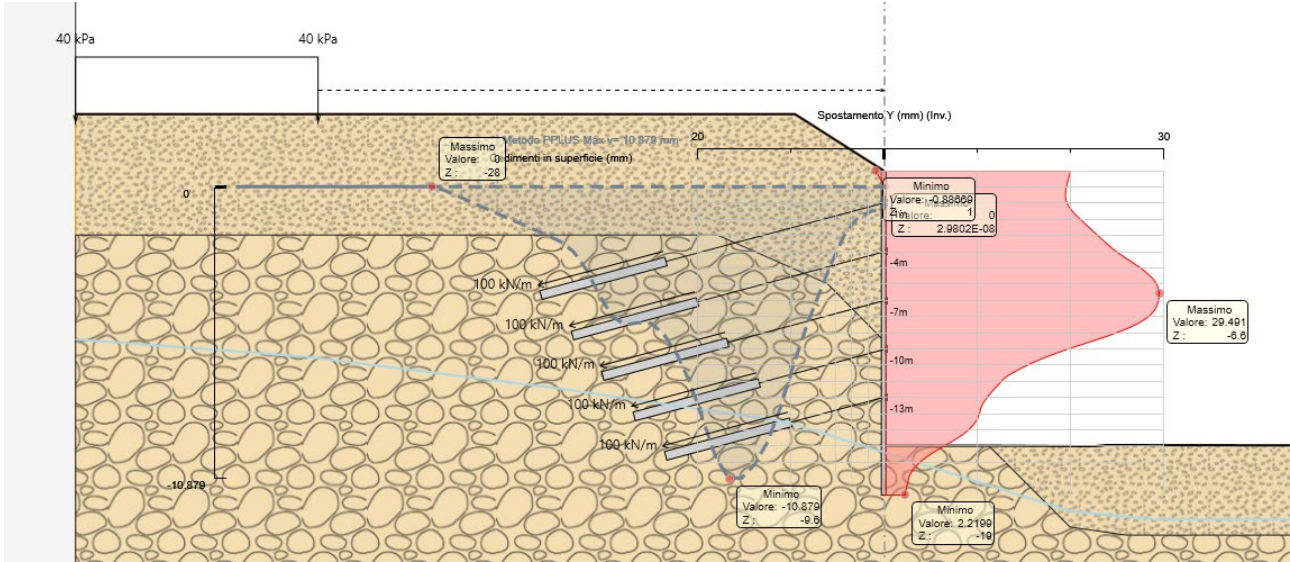 40 kPa
40 kPa
Spostamento Y (mm) (Inv.)
20
30
Metodo PPLUS Max v= 10.879 mm
Cedimenti in superficie (mm)
Massimo
Valore: 0
Z : -28
0
Minimo
Valore: -0.88669
Z : 1
Massimo
Valore: 0
Z : 2.9802E-08
-4m
-7m
-10m
-13m
100 kN/m
100 kN/m
100 kN/m
100 kN/m
100 kN/m
Massimo
Valore: 29.491
Z : -6.6
-10,879
Minimo
Valore: -10.879
Z : -9.6
Minimo
Valore: 2.2199
Z : -19